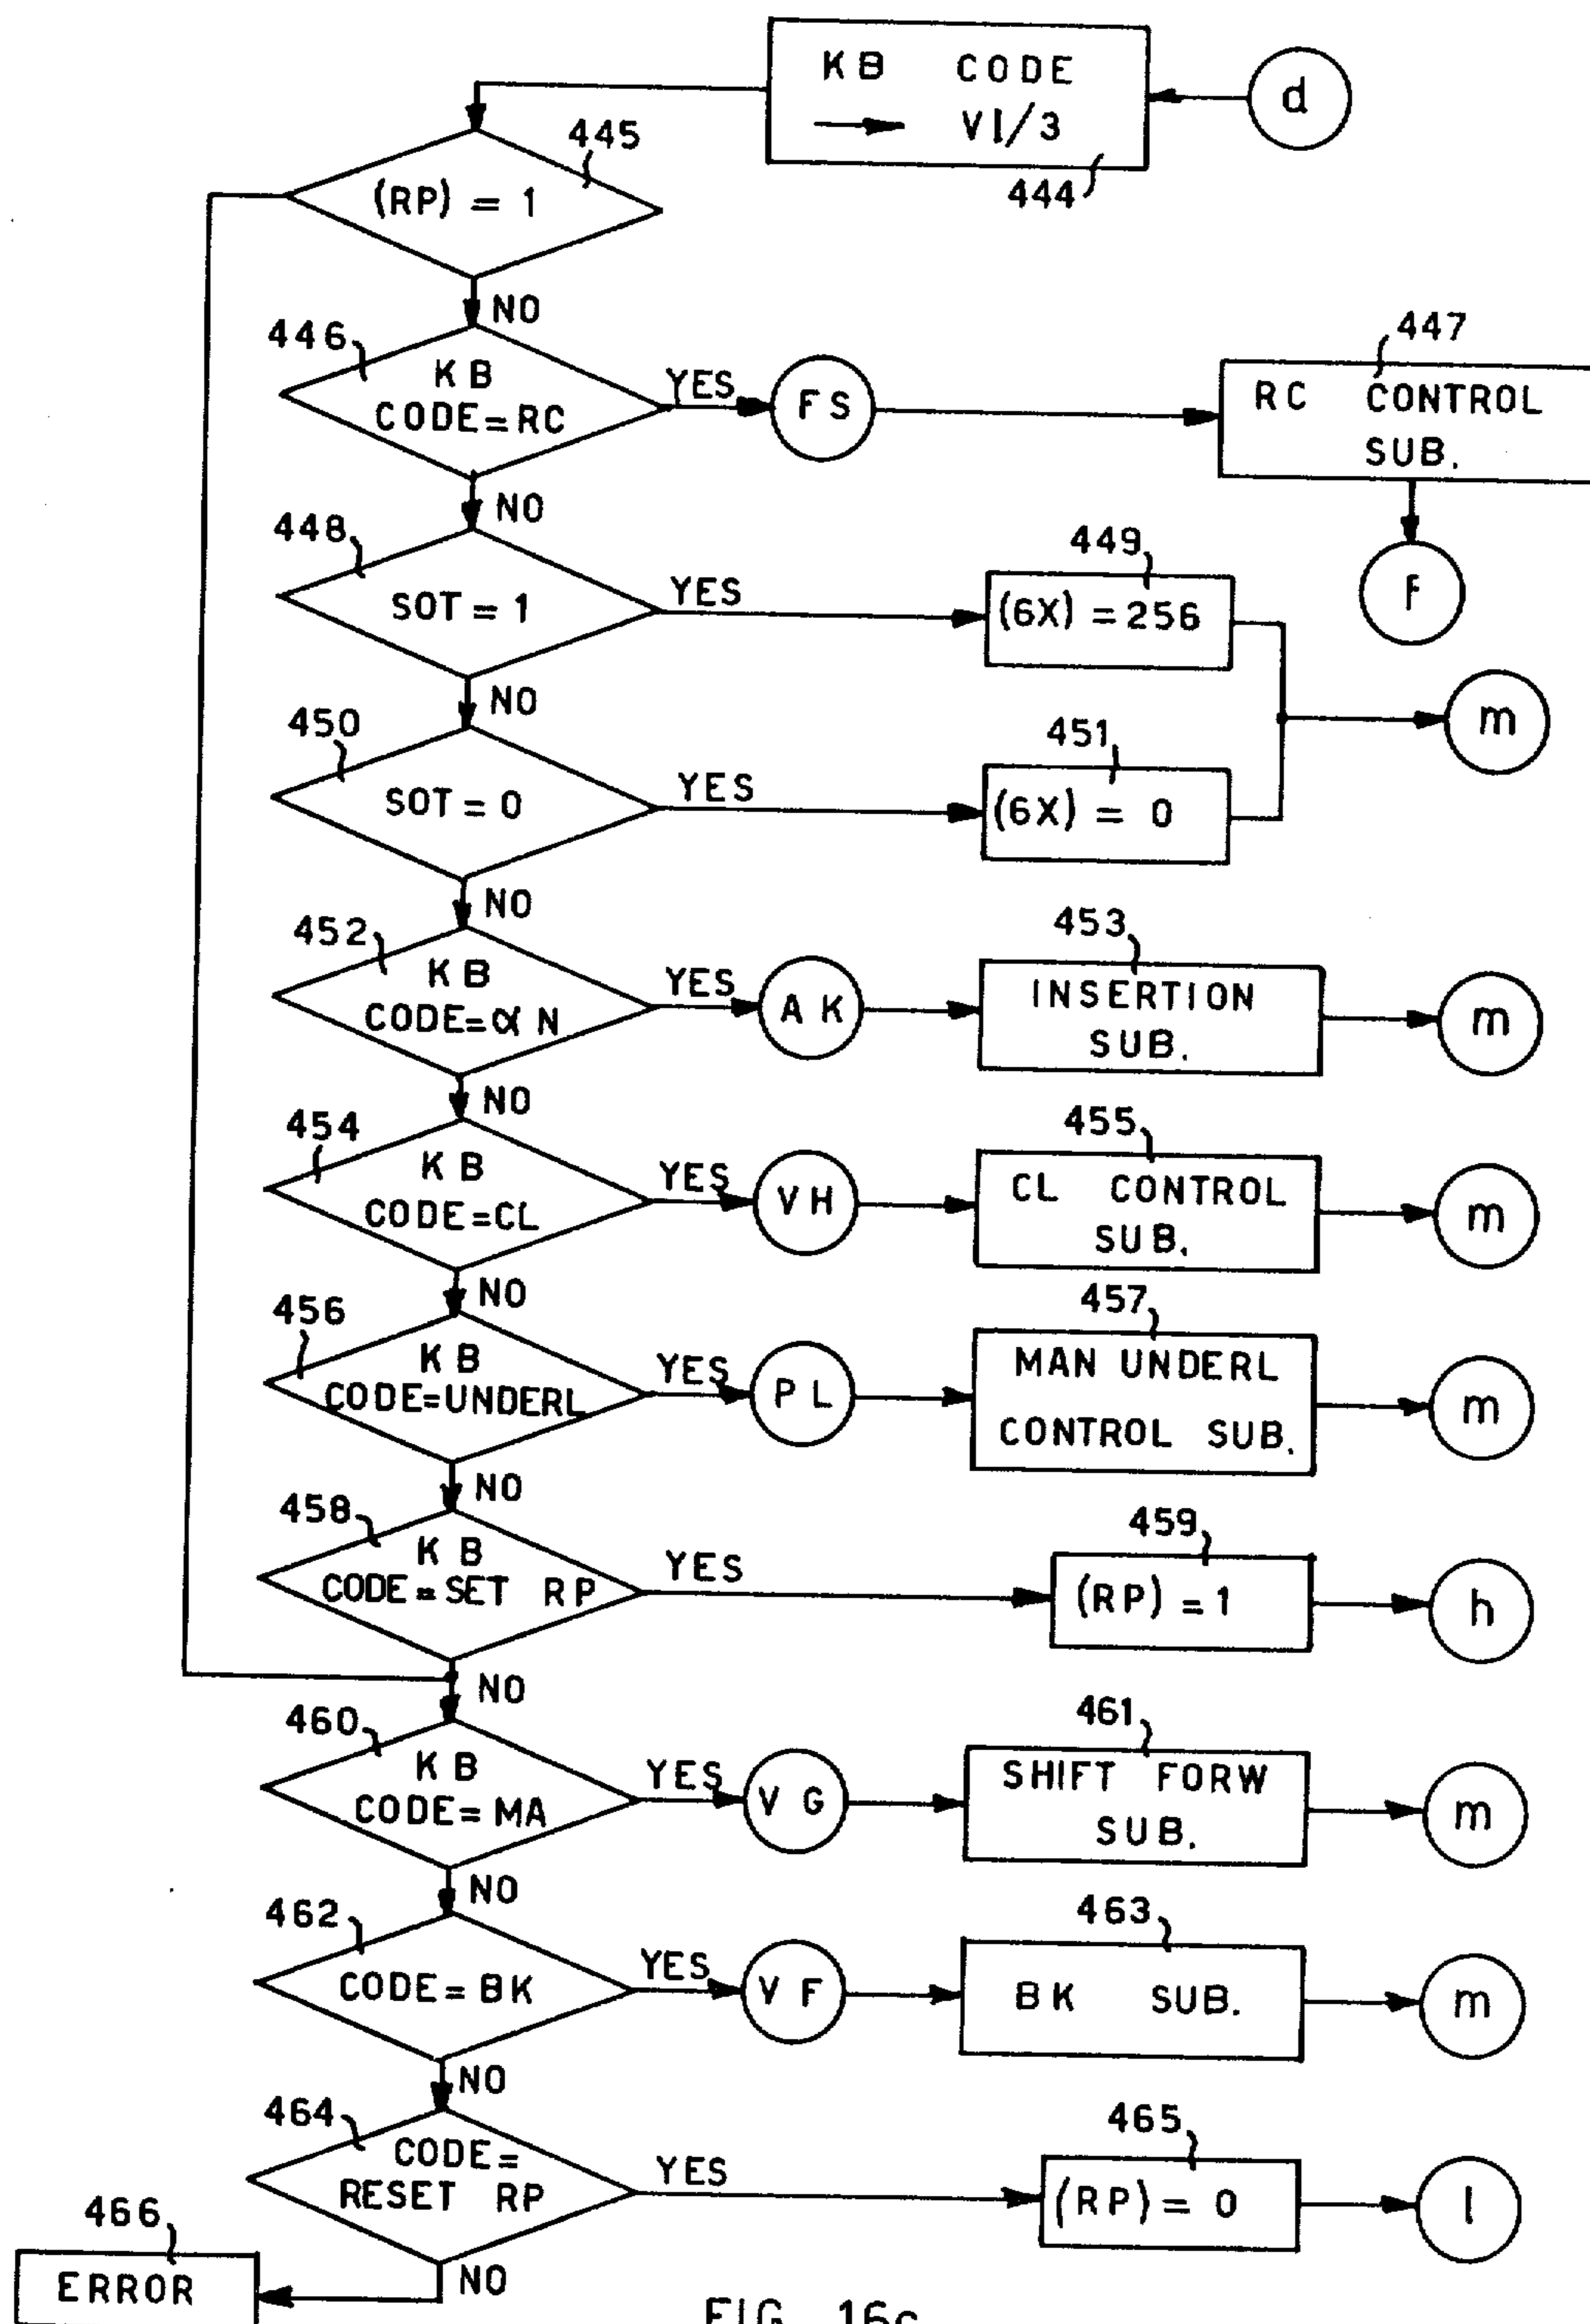 KB CODE
VI/3
d
444
445
(RP) = 1
NO
446
KB
CODE=RC
YES
FS
447
RC CONTROL
SUB.
F
NO
448
SOT = 1
YES
449
(6X) = 256
NO
450
SOT = 0
YES
451
(6X) = 0
m
NO
452
KB
CODE=αN
YES
AK
453
INSERTION
SUB.
m
NO
454
KB
CODE=CL
YES
VH
455
CL CONTROL
SUB.
m
NO
456
KB
CODE=UNDERL
YES
PL
457
MAN UNDERL
CONTROL SUB.
m
NO
458
KB
CODE=SET RP
YES
459
(RP) = 1
h
NO
460
KB
CODE=MA
YES
VG
461
SHIFT FORW
SUB.
m
NO
462
CODE=BK
YES
VF
463
BK SUB.
m
NO
464
CODE=
RESET RP
YES
465
(RP) = 0
l
NO
466
ERROR
FIG. 16c